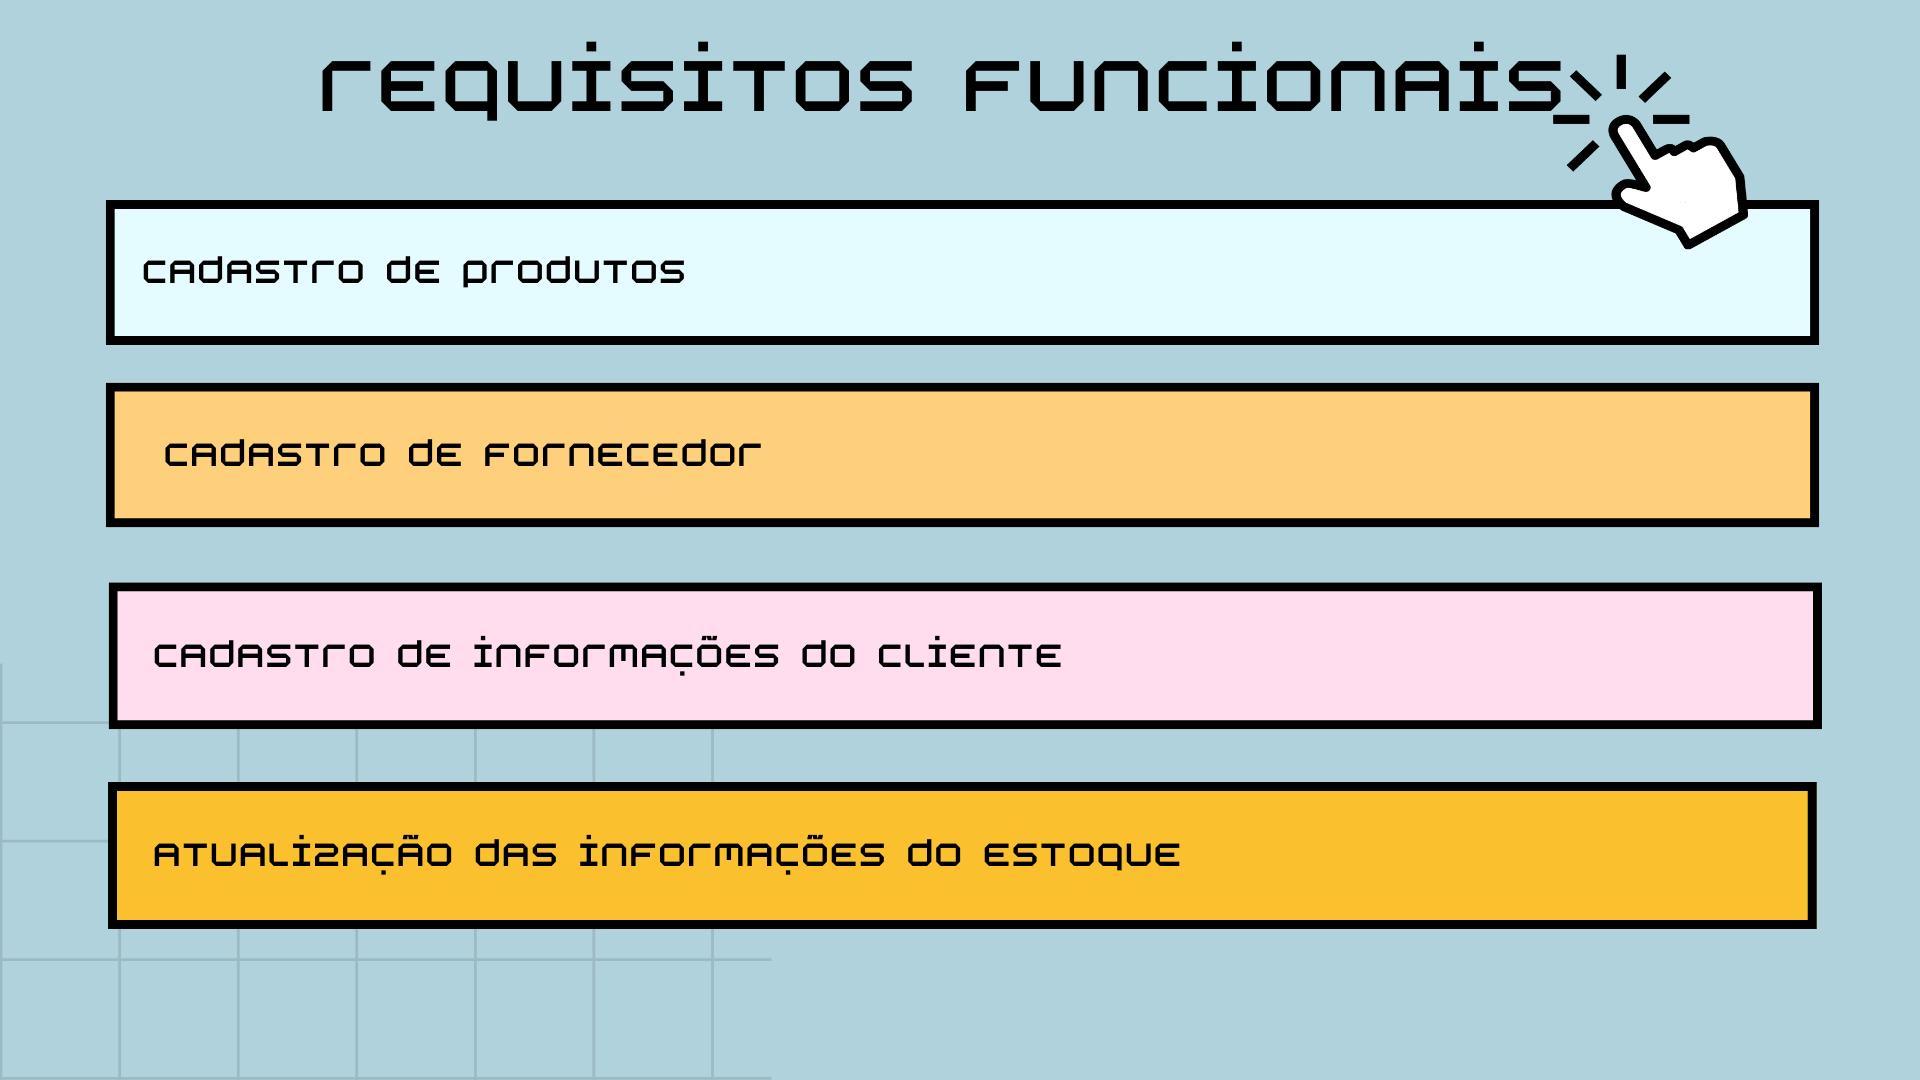 Requisitos Funcionais
Cadastro de produtos
Cadastro de fornecedor
Cadastro de informações do cliente
Atualização das informações do estoque